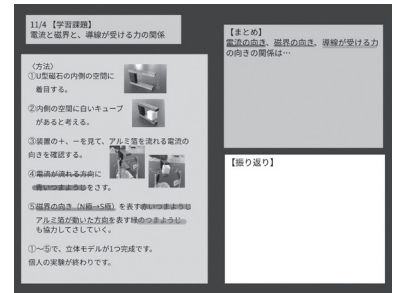 11/4 【学習課題】
電流と磁界と、導線が受ける力の関係
〈方法〉
①U型磁石の内側の空間に
着目する。
②内側の空間に白いキューブ
があると考える。
③装置の+、−を見て、アルミ箔を流れる電流の
向きを確認する。
④電流が流れる方向に
青いつまようじをさす。
⑤磁界の向き（N極→S極）を表す赤いつまようじ
アルミ箔が動いた方向を表す緑のつまようじ
も協力してさしていく。
①〜⑤で、立体モデルが1つ完成です。
個人の実験が終わりです。
【まとめ】
電流の向き、磁界の向き、導線が受ける力
の向きの関係は…
【振り返り】